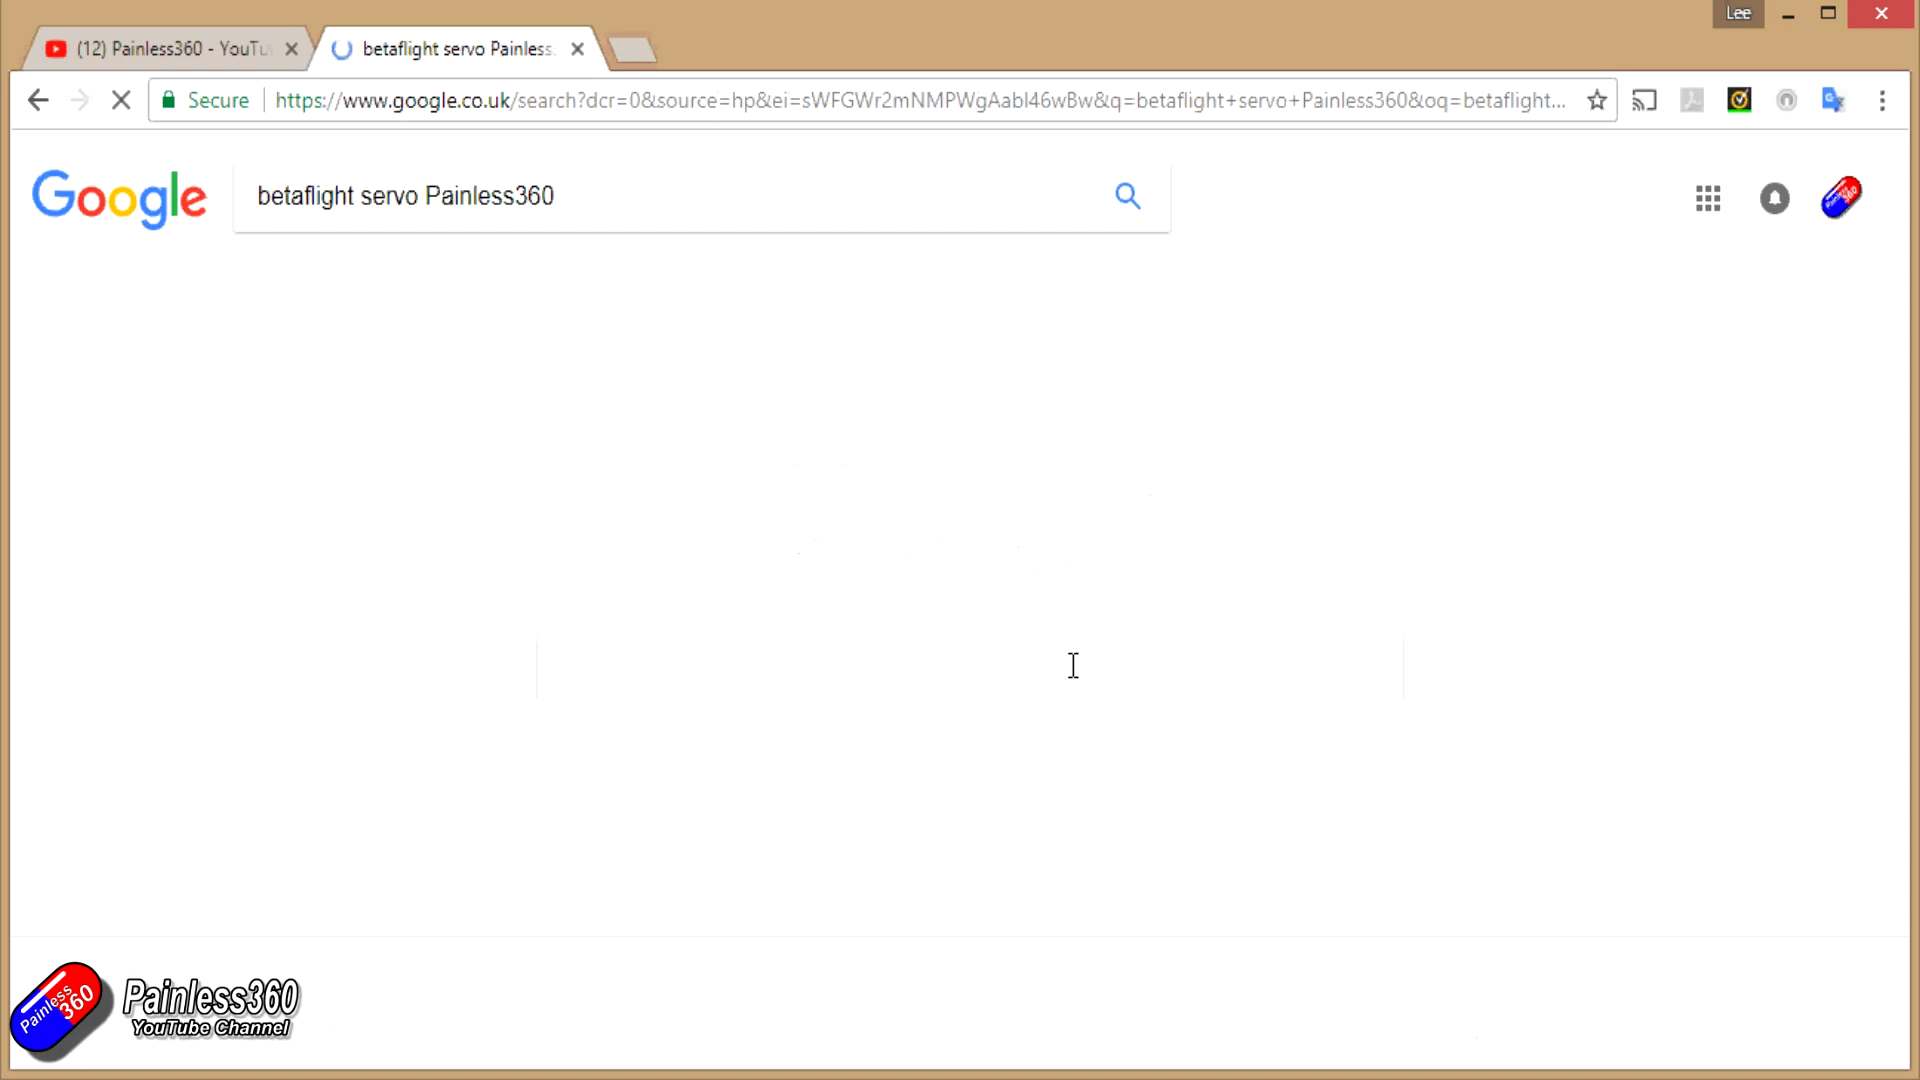 Lee
(12) Painless360 - YouTu
betaflight servo Painless
Secure
https://www.google.co.uk/search?dcr=0&source=hp&ei=sWFGWr2mNMPWgAabl46wBw&q=betaflight+servo+Painless360&oq=betaflight...
Google
betaflight servo Painless360
Painless
360
Painless360
YouTube Channel